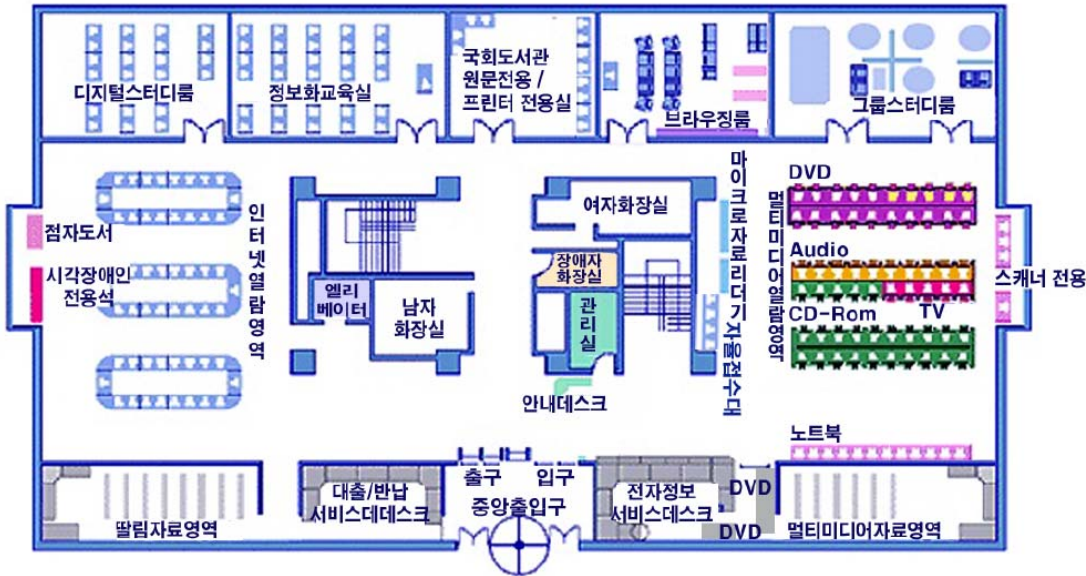 디지털스터디룸
정보화교육실
국회도서관
원문전용 /
프린터 전용실
브라우징룸
그룹스터디룸
점자도서
시각장애인
전용석
인터넷열람영역
엘리
베이터
남자
화장실
여자화장실
장애자
화장실
관리실
안내데스크
마이크로자료리더기
자율접수대
멀티미디어열람영역
DVD
Audio
CD-Rom
TV
스캐너 전용
노트북
딸림자료영역
대출/반납
서비스데데스크
출구
입구
중앙출입구
전자정보
서비스데스크
DVD
DVD
멀티미디어자료영역